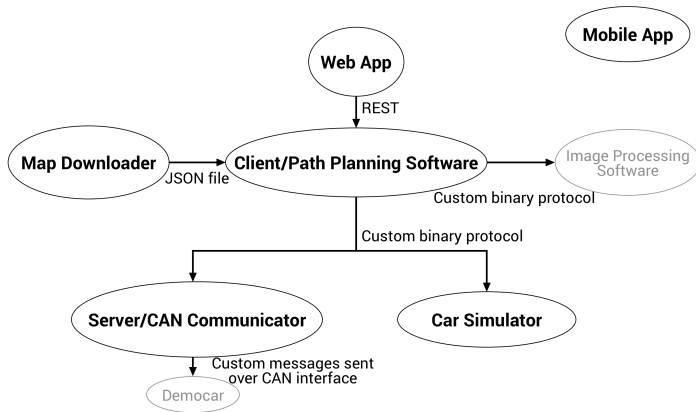 Mobile App
Web App
REST
Map Downloader
JSON file
Client/Path Planning Software
Image Processing
Software
Custom binary protocol
Custom binary protocol
Server/CAN Communicator
Car Simulator
Custom messages sent
over CAN interface
Democar